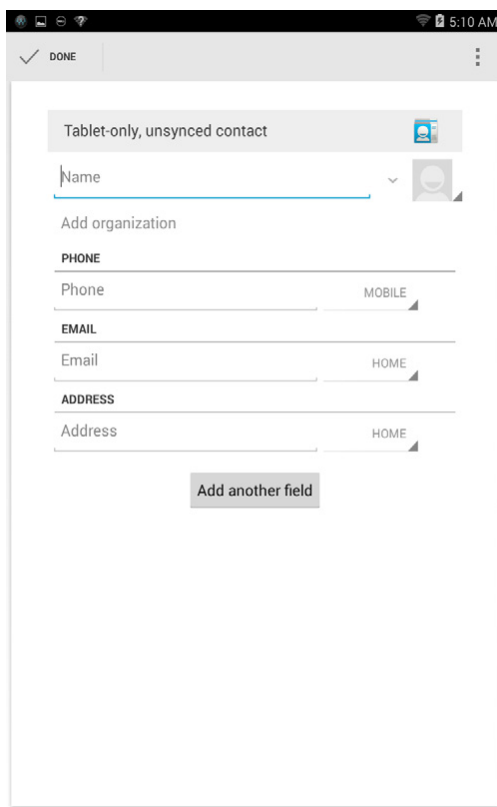 5:10 AM
DONE
Tablet-only, unsynced contact
Name
Add organization
PHONE
Phone MOBILE
EMAIL
Email HOME
ADDRESS
Address HOME
Add another field